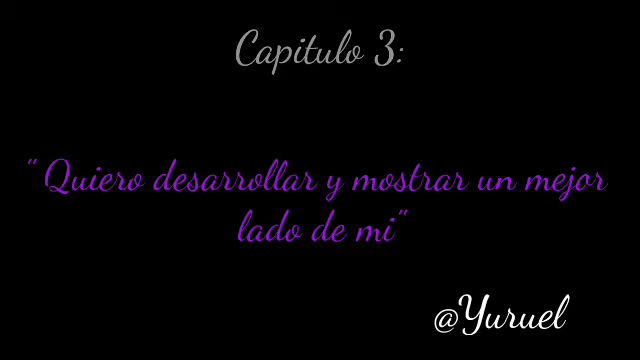 Capitulo 3:
“Quiero desarrollar y mostrar un mejor
lado de mi”
@Yuruel